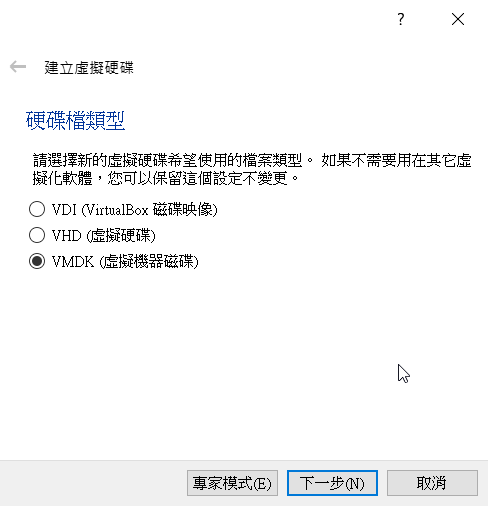 ?
建立虛擬硬碟
硬碟檔類型
請選擇新的虛擬硬碟希望使用的檔案類型。 如果不需要用在其它虛
擬化軟體，您可以保留這個設定不變更。
VDI (VirtualBox 磁碟映像)
VHD (虛擬硬碟)
VMDK (虛擬機器磁碟)
專家模式(E) 下一步(N) 取消